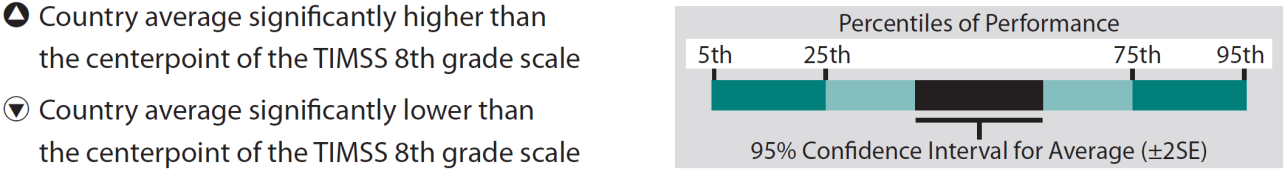 Country average significantly higher than
the centerpoint of the TIMSS 8th grade scale
Country average significantly lower than
the centerpoint of the TIMSS 8th grade scale
Percentiles of Performance
5th 25th 75th 95th
95% Confidence Interval for Average (±2SE)